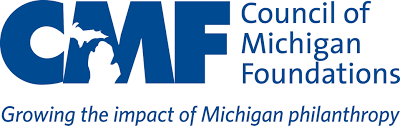 CMF
Council of
Michigan
Foundations
Growing the impact of Michigan philanthropy